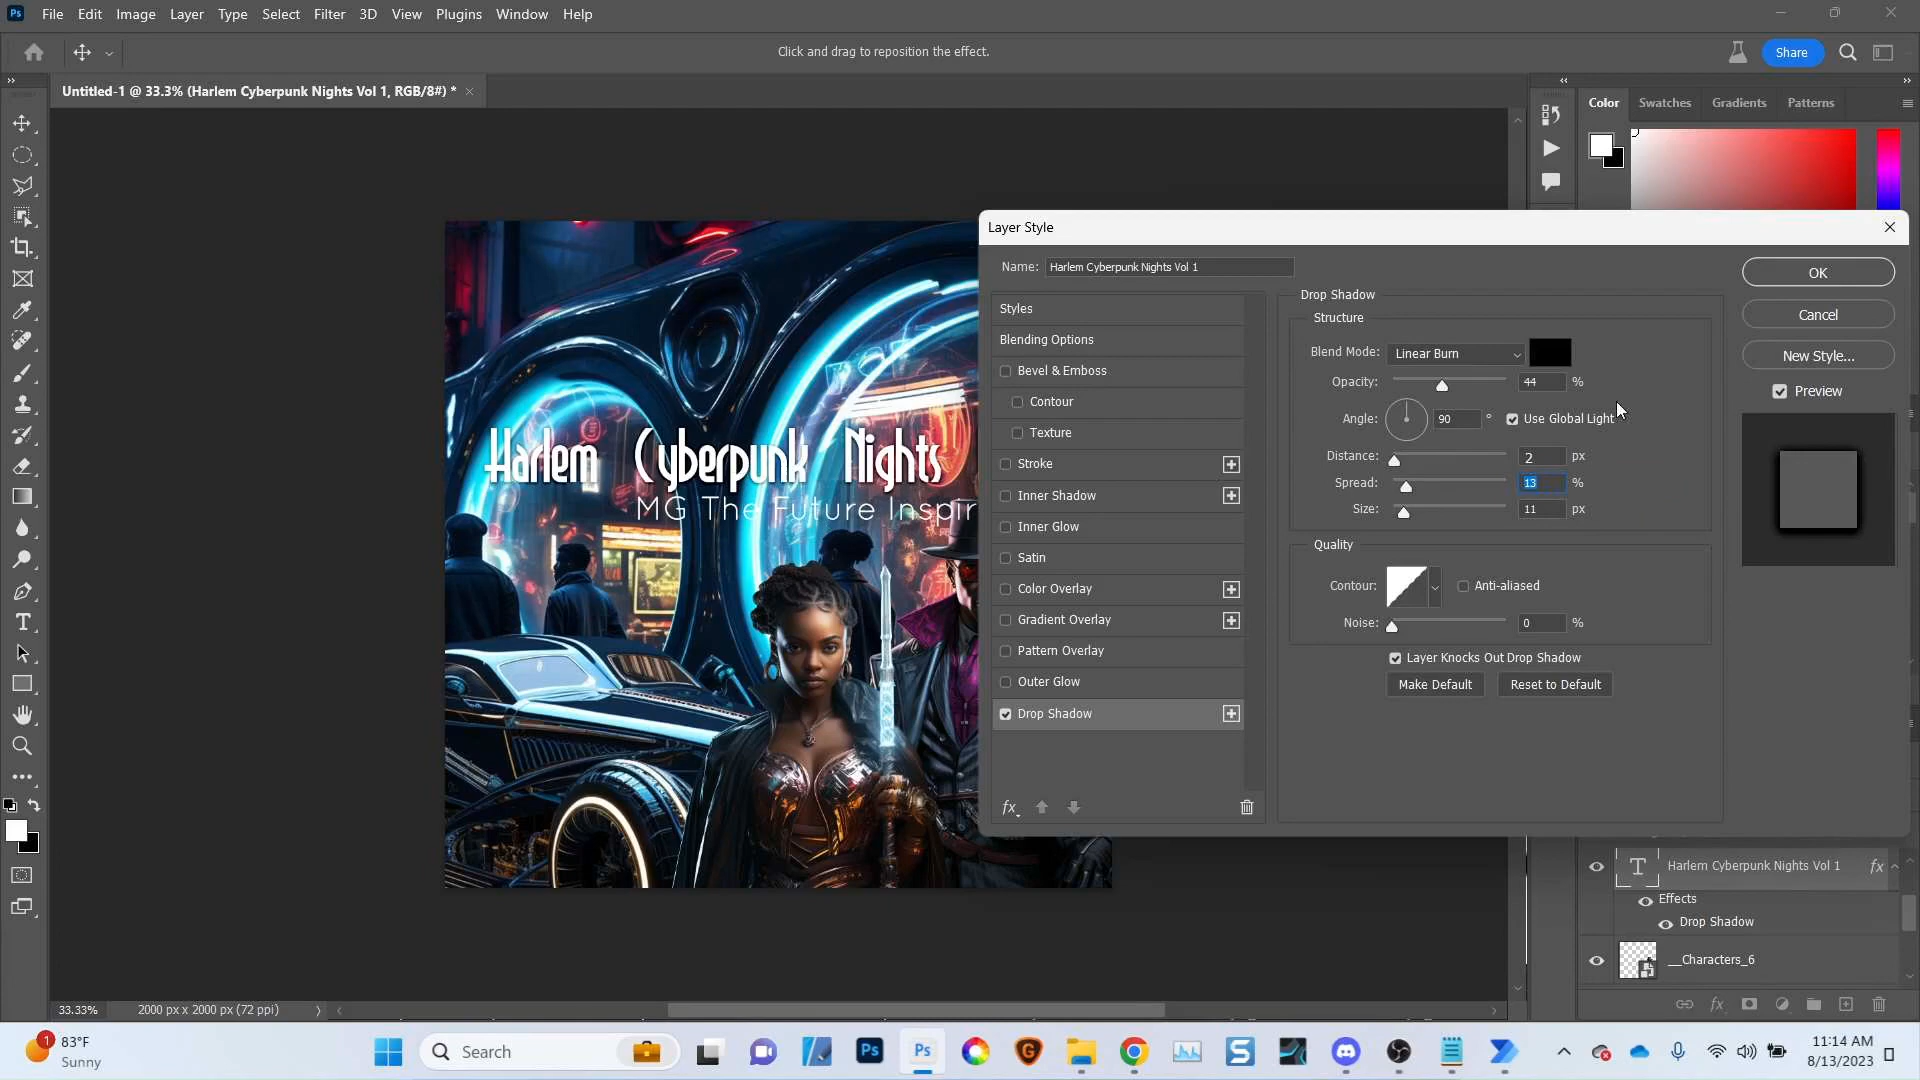 Ps File Edit Image Layer Type Select Filter 3D View Plugins Window Help
Click and drag to reposition the effect.
Share
Untitled-1 @ 33.3% (Harlem Cyberpunk Nights Vol 1, RGB/8#) *
Color Swatches Gradients Patterns
Layer Style
Name: Harlem Cyberpunk Nights Vol 1
Styles
Blending Options
Bevel & Emboss
Contour
Texture
Stroke
Inner Shadow
Inner Glow
Satin
Color Overlay
Gradient Overlay
Pattern Overlay
Outer Glow
Drop Shadow
fx
Drop Shadow
Structure
Blend Mode: Linear Burn
Opacity: 44 %
Angle: 90 ° Use Global Light
Distance: 2 px
Spread: 13 %
Size: 11 px
Quality
Contour: Anti-aliased
Noise: 0 %
Layer Knocks Out Drop Shadow
Make Default Reset to Default
OK
Cancel
New Style...
Preview
Harlem Cyberpunk Nights
MG The Future Inspir
T Harlem Cyberpunk Nights Vol 1 fx
Effects
Drop Shadow
__Characters_6
fx
33.33% 2000 px x 2000 px (72 ppi)
1 83°F
Sunny
Search
Ps Ps
11:14 AM
8/13/2023